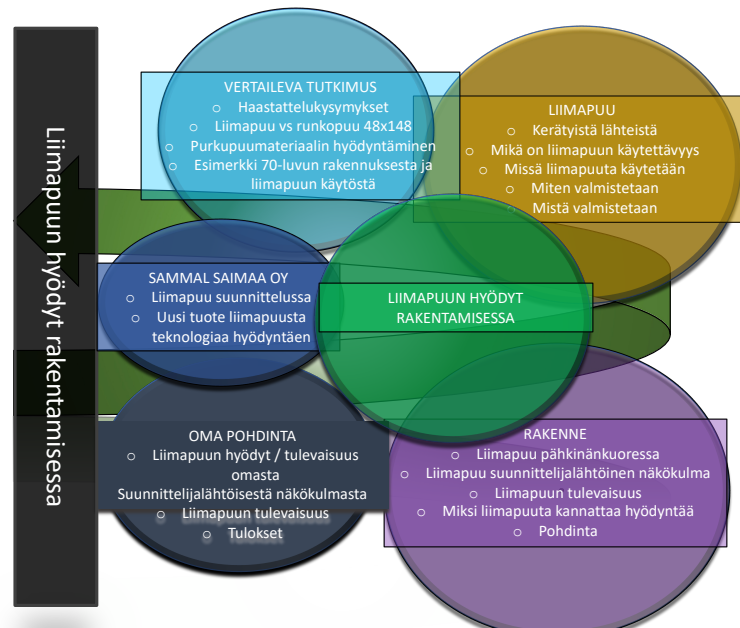 Liimapuun hyödyt rakentamisessa
VERTAILEVA TUTKIMUS
○ Haastattelukysymykset
○ Liimapuu vs runkopuu 48x148
○ Purkupuumateriaalin hyödyntäminen
○ Esimerkki 70-luvun rakennuksesta ja
liimapuun käytöstä
LIIMAPUU
○ Kerätyistä lähteistä
○ Mikä on liimapuun käytettävyys
○ Missä liimapuuta käytetään
○ Miten valmistetaan
○ Mistä valmistetaan
SAMMAL SAIMAA OY
○ Liimapuu suunnittelussa
○ Uusi tuote liimapuusta
teknologiaa hyödyntäen
LIIMAPUUN HYÖDYT
RAKENTAMISESSA
OMA POHDINTA
○ Liimapuun hyödyt / tulevaisuus
omasta
Suunnittelijalähtöisestä näkökulmasta
○ Liimapuun tulevaisuus
○ Tulokset
RAKENNE
○ Liimapuu pähkinänkuoressa
○ Liimapuu suunnittelijalähtöinen näkökulma
○ Liimapuun tulevaisuus
○ Miksi liimapuuta kannattaa hyödyntää
○ Pohdinta